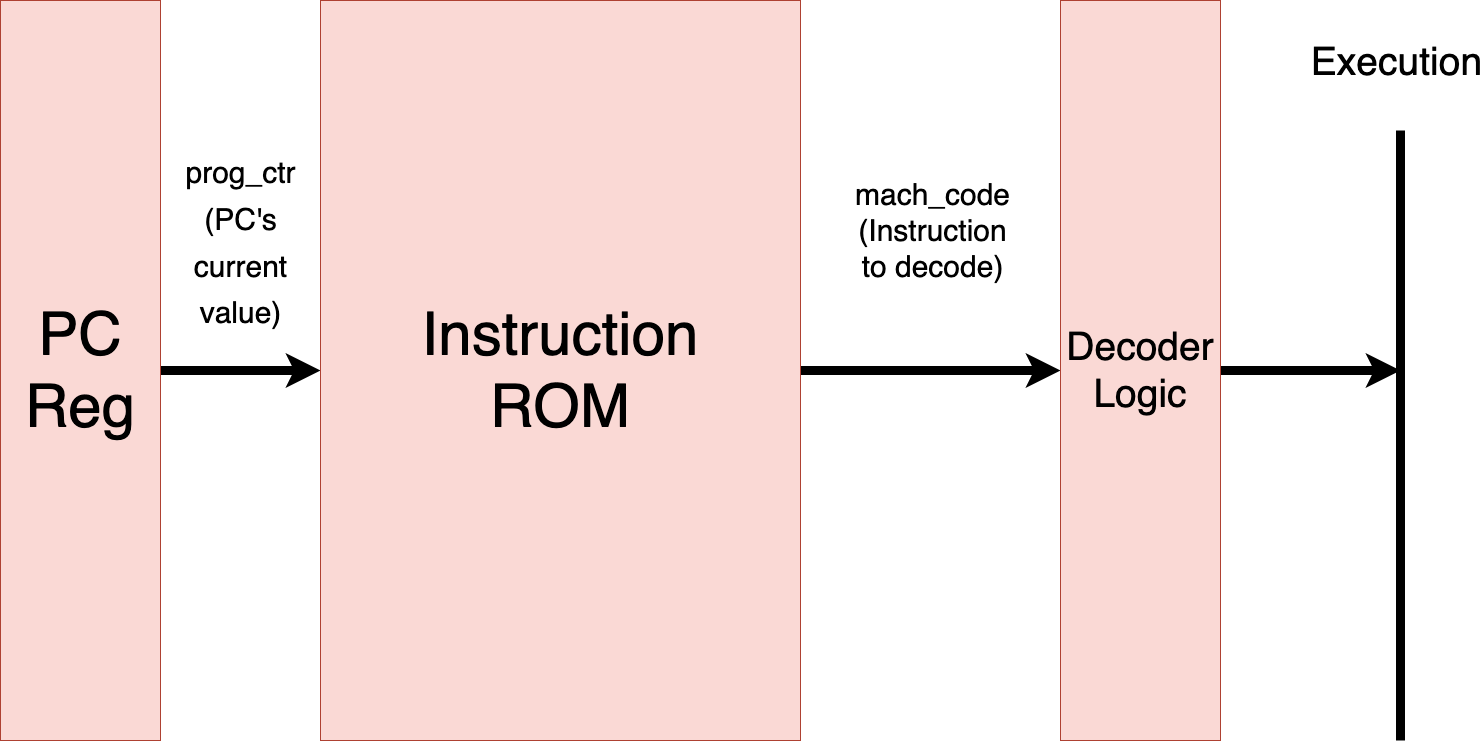 PC
Reg
prog_ctr
(PC's
current
value)
Instruction
ROM
mach_code
(Instruction
to decode)
Decoder
Logic
Execution